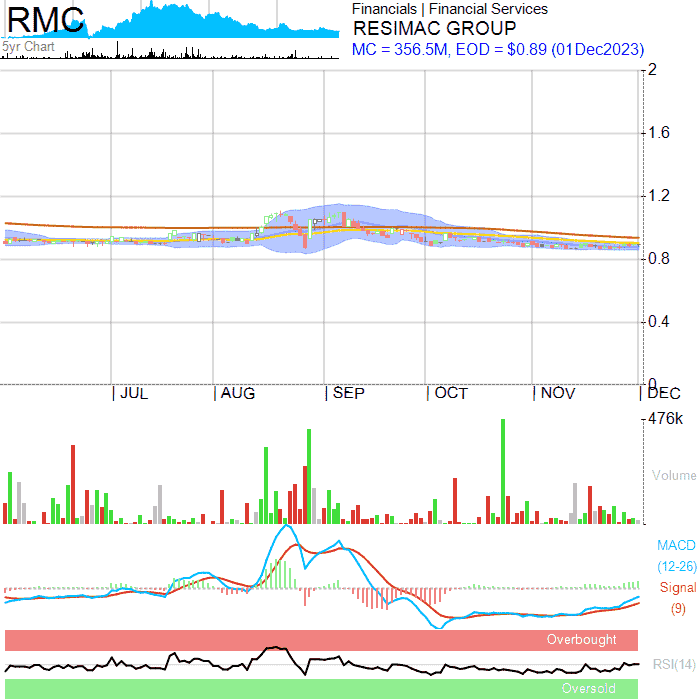 RMC
5yr Chart
Financials | Financial Services
RESIMAC GROUP
MC = 356.5M, EOD = $0.89 (01Dec2023)
2
1.6
1.2
0.8
0.4
0
JUL AUG SEP OCT NOV DEC
476k
Volume
MACD
(12-26)
Signal
(9)
Overbought
RSI(14)
Oversold